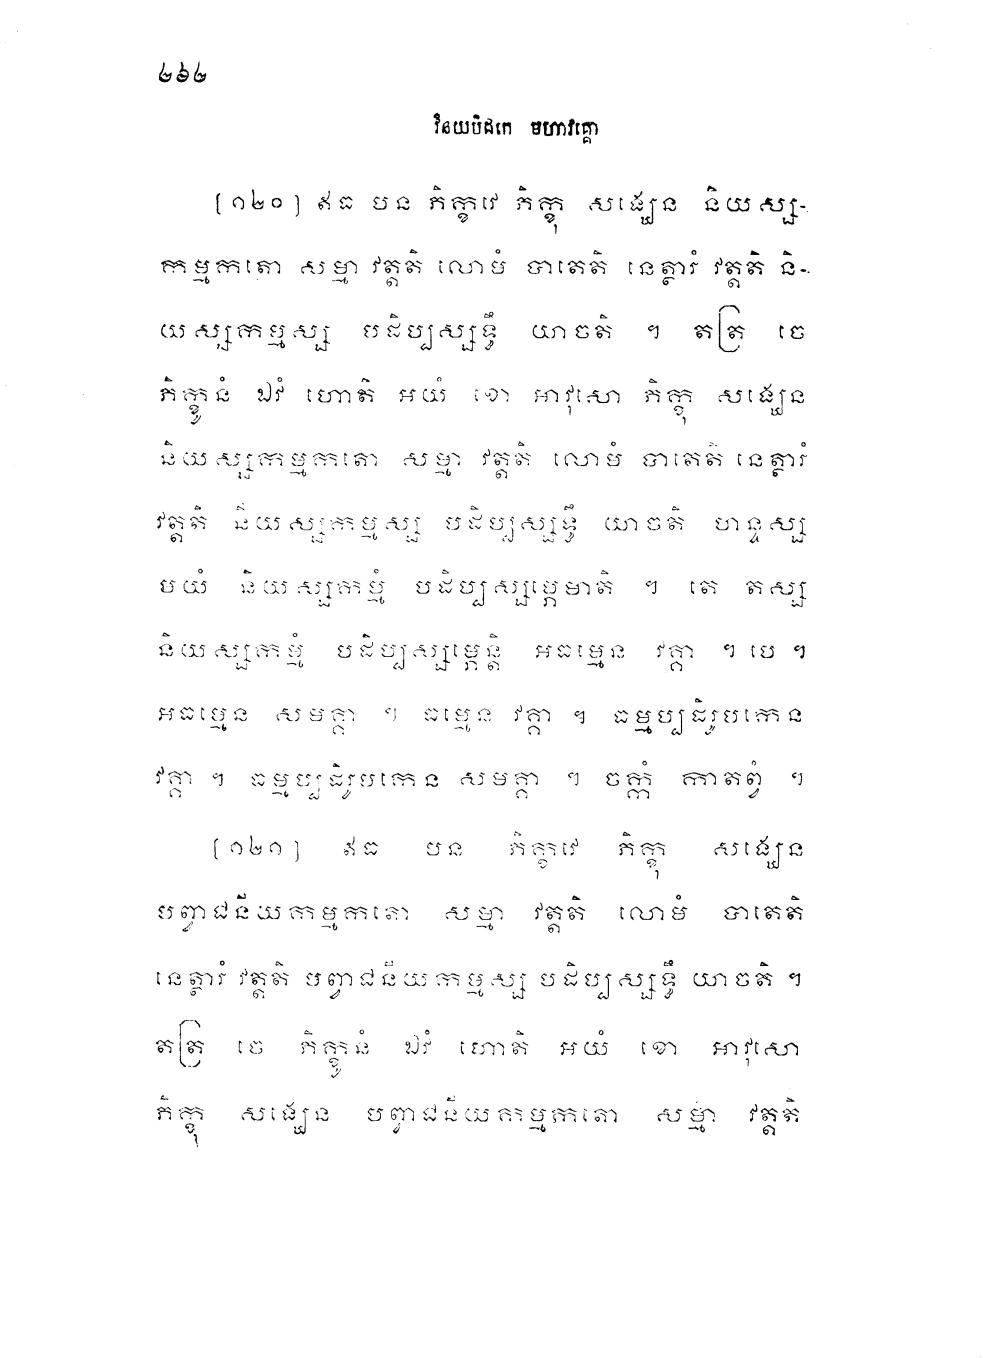 ២៦២
វិនយបិដកេ មហាវគ្គោ
[១២០] ឥធ បន ភិក្ខវេ ភិក្ខុ សង្ឃេន និយស្ស-
កម្មកតោ សម្មា វត្តតិ លោមំ បាតេតិ នេត្ថារំ វត្តតិ និ-
យស្សកម្មស្ស បដិប្បស្សទ្ធឹ យាចតិ ។ តត្រ ចេ
ភិក្ខូនំ ឯវំ ហោតិ អយំ ខោ អាវុសោ ភិក្ខុ សង្ឃេន
និយស្សកម្មកតោ សម្មា វត្តតិ លោមំ បាតេតិ នេត្ថារំ
វត្តតិ និយស្សកម្មស្ស បដិប្បស្សទ្ធឹ យាចតិ ហន្ទស្ស
មយំ និយស្សកម្មំ បដិប្បស្សម្ភេមាតិ ។ តេ តស្ស
និយស្សកម្មំ បដិប្បស្សម្ភេន្តិ អធម្មេន វគ្គា ។ បេ ។
អធម្មេន សមគ្គា ។ ធម្មេន វគ្គា ។ ធម្មប្បដិរូបកេន
វគ្គា ។ ធម្មប្បដិរូបកេន សមគ្គា ។ ចក្កំ កាតព្វំ ។
[១២១] ឥធ បន ភិក្ខវេ ភិក្ខុ សង្ឃេន
បព្វាជនីយកម្មកតោ សម្មា វត្តតិ លោមំ បាតេតិ
នេត្ថារំ វត្តតិ បព្វាជនីយកម្មស្ស បដិប្បស្សទ្ធឹ យាចតិ ។
តត្រ ចេ ភិក្ខូនំ ឯវំ ហោតិ អយំ ខោ អាវុសោ
ភិក្ខុ សង្ឃេន បព្វាជនីយកម្មកតោ សម្មា វត្តតិ